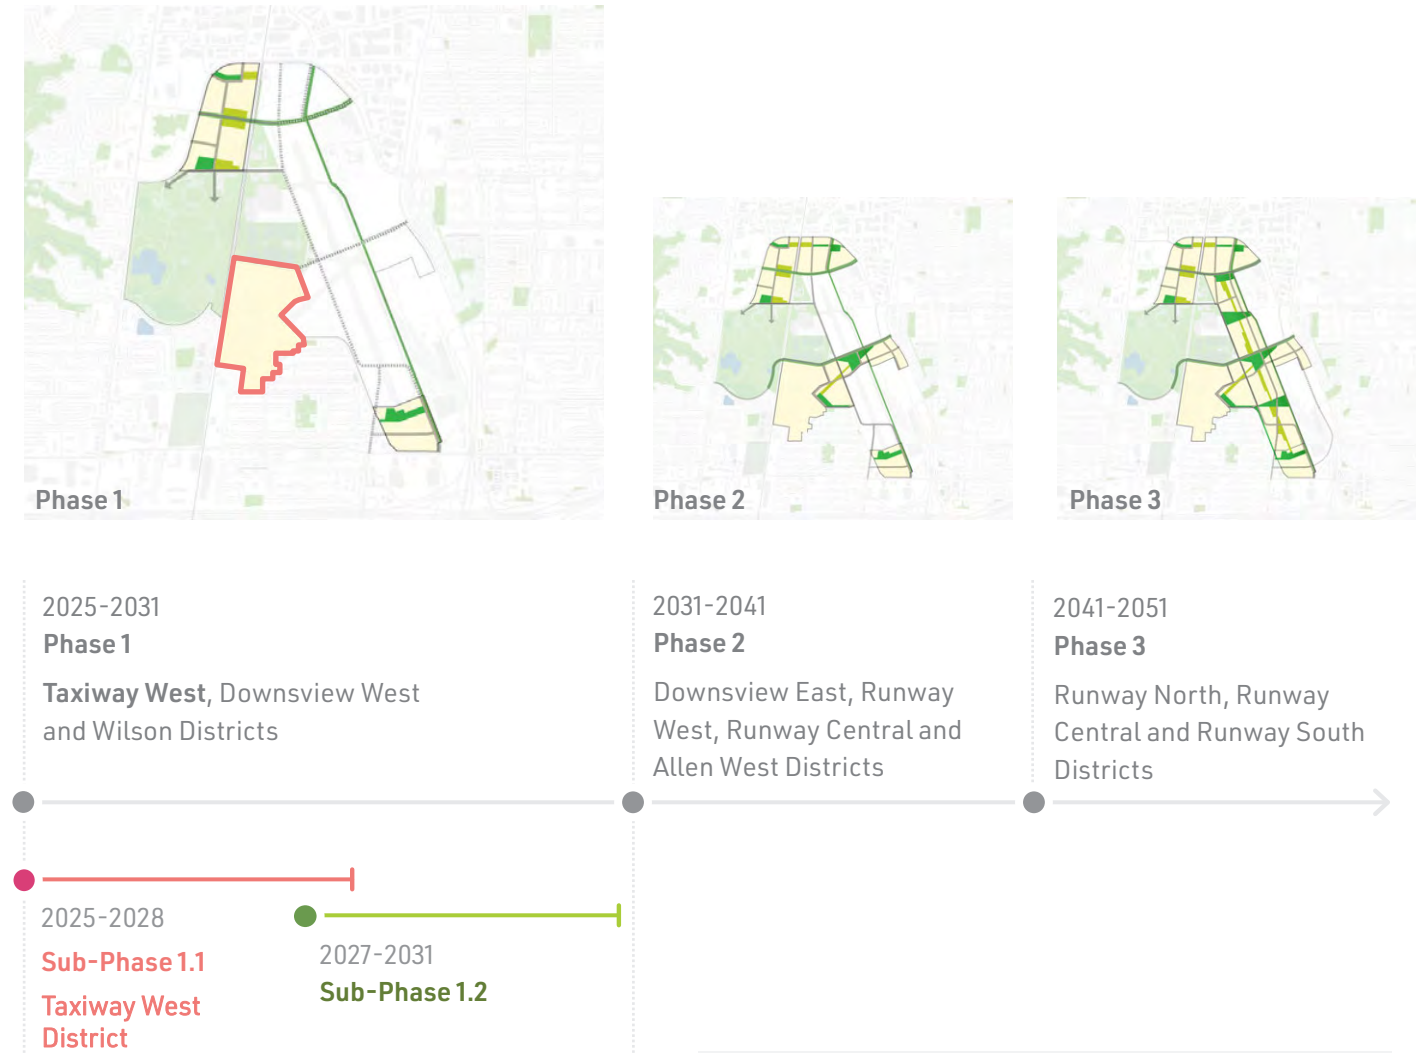 Phase 1
Phase 2
Phase 3
2025-2031
Phase 1
Taxiway West, Downsview West
and Wilson Districts
2031-2041
Phase 2
Downsview East, Runway
West, Runway Central and
Allen West Districts
2041-2051
Phase 3
Runway North, Runway
Central and Runway South
Districts
2025-2028
Sub-Phase 1.1
Taxiway West
District
2027-2031
Sub-Phase 1.2